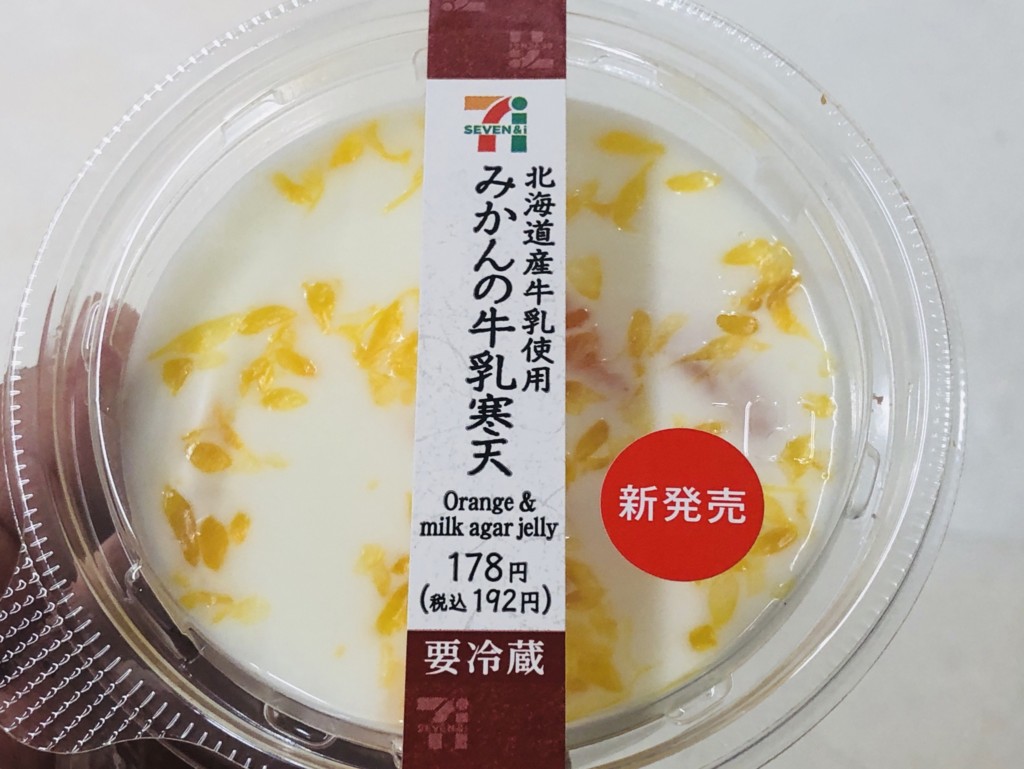 SEVEN&i
北海道産牛乳使用
みかんの牛乳寒天
Orange &
milk agar jelly
178円
(税込192円)
新発売
要冷蔵
SEVEN&i